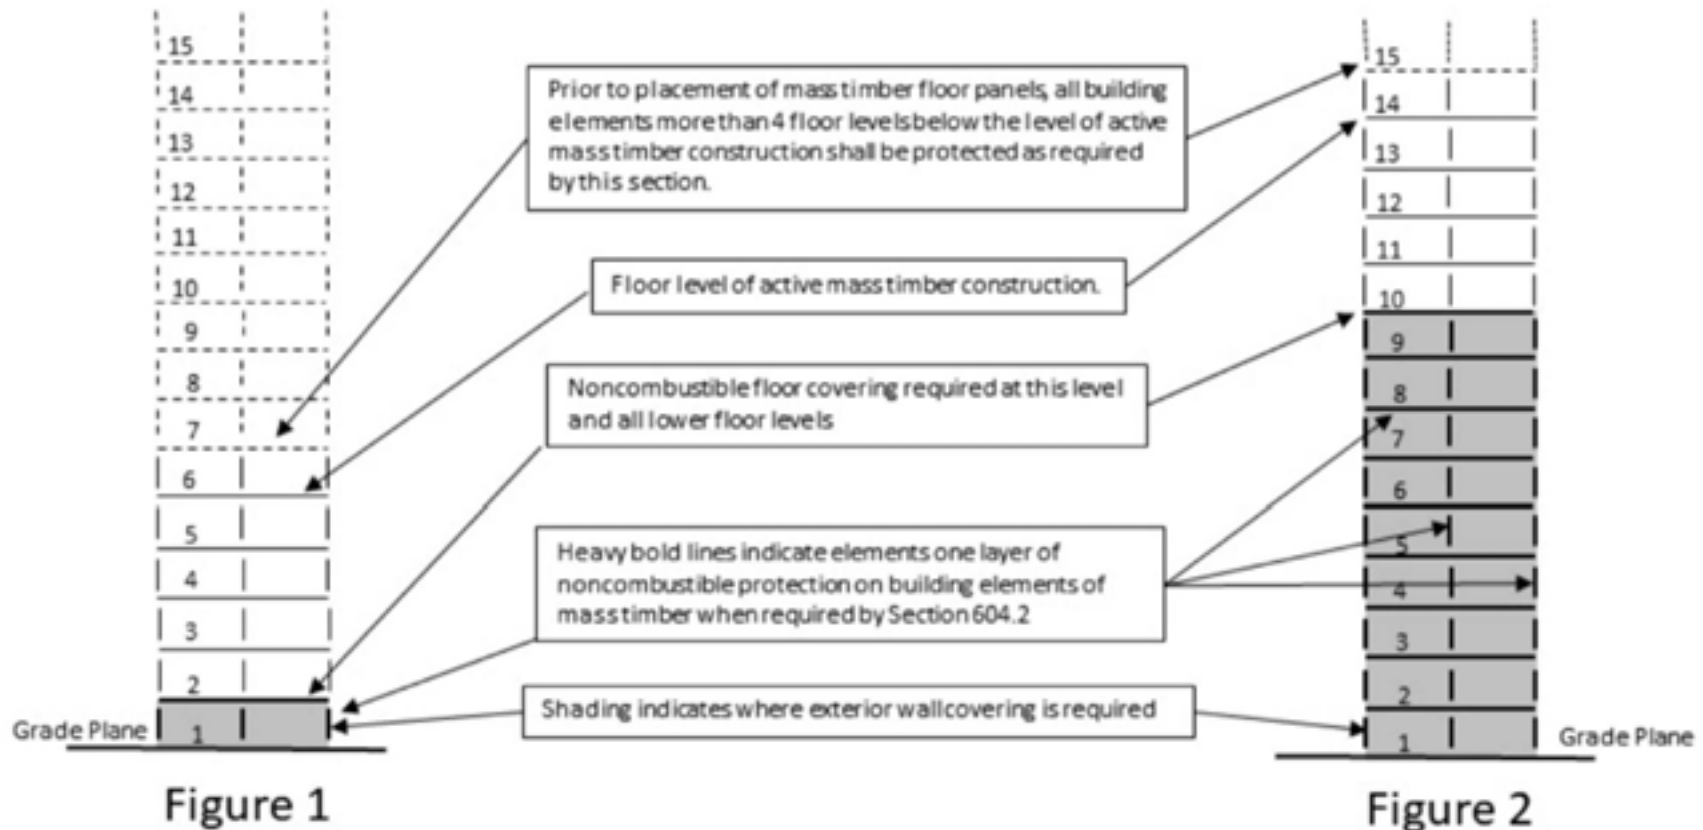 15
14
13
12
11
10
9
8
7
6
5
4
3
2
1
Grade Plane
Figure 1
Prior to placement of mass timber floor panels, all building
elements more than 4 floor levels below the level of active
mass timber construction shall be protected as required
by this section.
Floor level of active mass timber construction.
Noncombustible floor covering required at this level
and all lower floor levels
Heavy bold lines indicate elements one layer of
noncombustible protection on building elements of
mass timber when required by Section 604.2
Shading indicates where exterior wall covering is required
15
14
13
12
11
10
9
8
7
6
5
4
3
2
1
Grade Plane
Figure 2